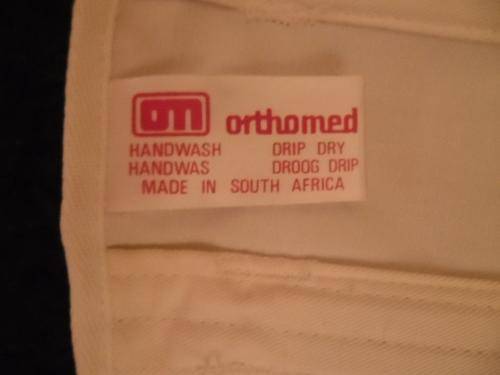 om orthomed
HANDWASH DRIP DRY
HANDWAS DROOG DRIP
MADE IN SOUTH AFRICA